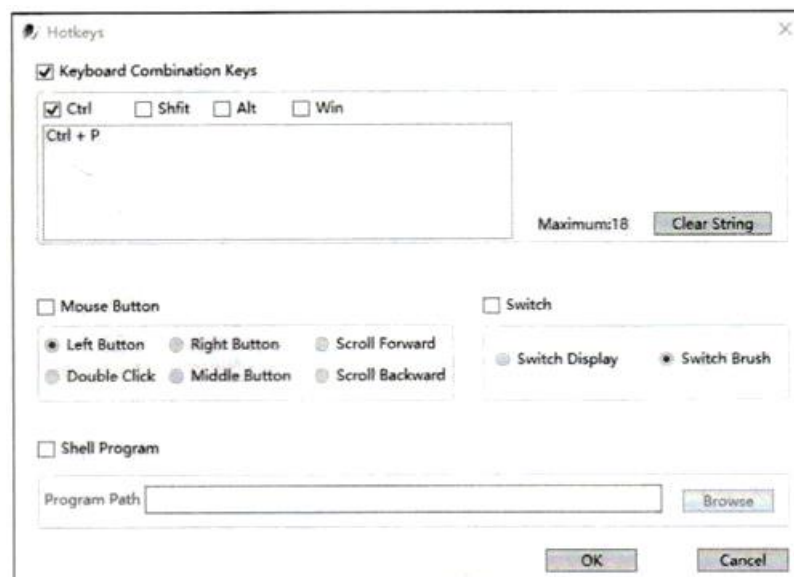 Hotkeys
Keyboard Combination Keys
Ctrl Shfit Alt Win
Ctrl + P
Maximum:18 Clear String
Mouse Button
Switch
Left Button Right Button Scroll Forward
Double Click Middle Button Scroll Backward
Switch Display Switch Brush
Shell Program
Program Path Browse
OK Cancel